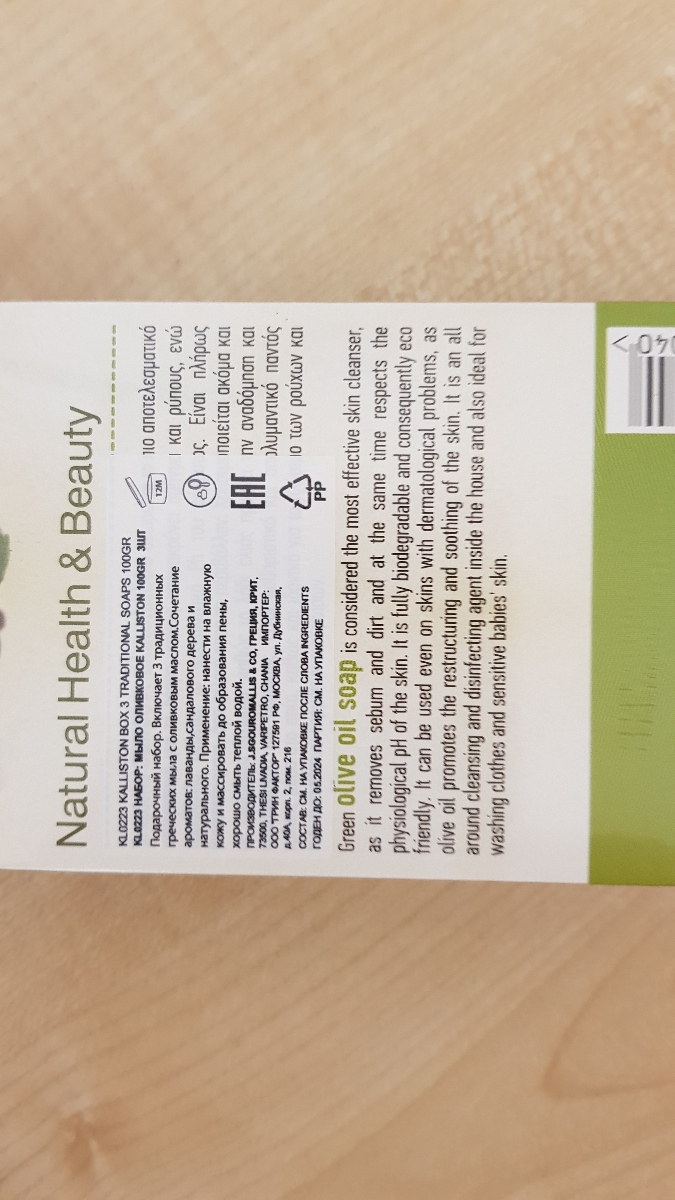 Natural Health & Beauty
KL0223 KALLISTON BOX 3 TRADITIONAL SOAPS 100GR
KL0223 НАБОР: МЫЛО ОЛИВКОВОЕ KALLISTON 100GR 3ШТ
Подарочный набор. Включает 3 традиционных
греческих мыла с оливковым маслом.Сочетание
ароматов: лаванды,сандалового дерева и
натурального. Применение: нанести на влажную
кожу и массировать до образования пены,
хорошо смыть теплой водой.
ПРОИЗВОДИТЕЛЬ: J.SGOUROMALLIS & CO, ГРЕЦИЯ, КРИТ,
73500, THESI LIVADIA, VARIPETRO, CHANIA ИМПОРТЕР:
ООО ТРИН ФАКТОР" 127591 РФ, МОСКВА, ул. Дубнинская,
д.40А, корп. 2, пом. 216
СОСТАВ: СМ. НА УПАКОВКЕ ПОСЛЕ СЛОВА INGREDIENTS
ГОДЕН ДО: 05.2024 ПАРТИЯ: СМ. НА УПАКОВКЕ
12M
EAC
PP
πιο αποτελεσματικό
και ρύπους, ενώ
ος. Είναι πλήρως
ποιείται ακόμα και
ην αναδόμηση και
ολυμαντικό παντός
ιο των ρούχων και
Green olive oil soap is considered the most effective skin cleanser,
as it removes sebum and dirt and at the same time respects the
physiological pH of the skin. It is fully biodegradable and consequently eco
friendly. It can be used even on skins with dermatological problems, as
olive oil promotes the restructuring and soothing of the skin. It is an all
around cleansing and disinfecting agent inside the house and also ideal for
washing clothes and sensitive babies' skin.
040 >